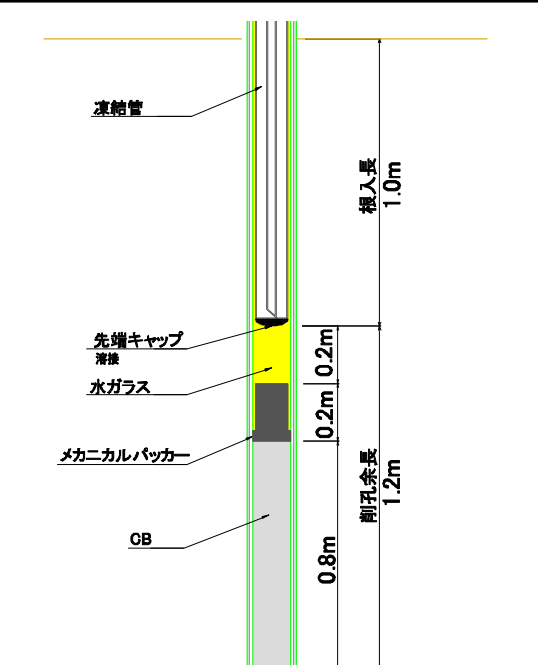 凍結管
根入長
1.0m
先端キャップ
溶接
0.2m
水ガラス
0.2m
メカニカルパッカー
削孔余長
1.2m
CB
0.8m